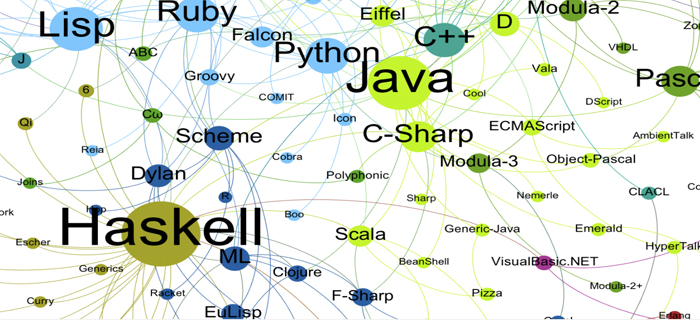 Ruby
Modula-2
Lisp
Eiffel
D
Falcon
C++
Zo
ABC
Python
VHDL
J
Groovy
Java
Vala
Pasc
6
COMIT
Cool
DScript
Cω
Icon
Qi
Scheme
C-Sharp
ECMAScript
AmbientTalk
Reia
Cobra
Modula-3
Object-Pascal
Dylan
Polyphonic
Joins
R
Sharp
Nemerle
CLACL
ork
Boo
Haskell
Scala
Generic-Java
Emerald
Escher
HyperTalk
ML
BeanShell
VisualBasic.NET
Generics
Clojure
Modula-2+
Curry
Racket
F-Sharp
Pizza
EuLisp
Erlang